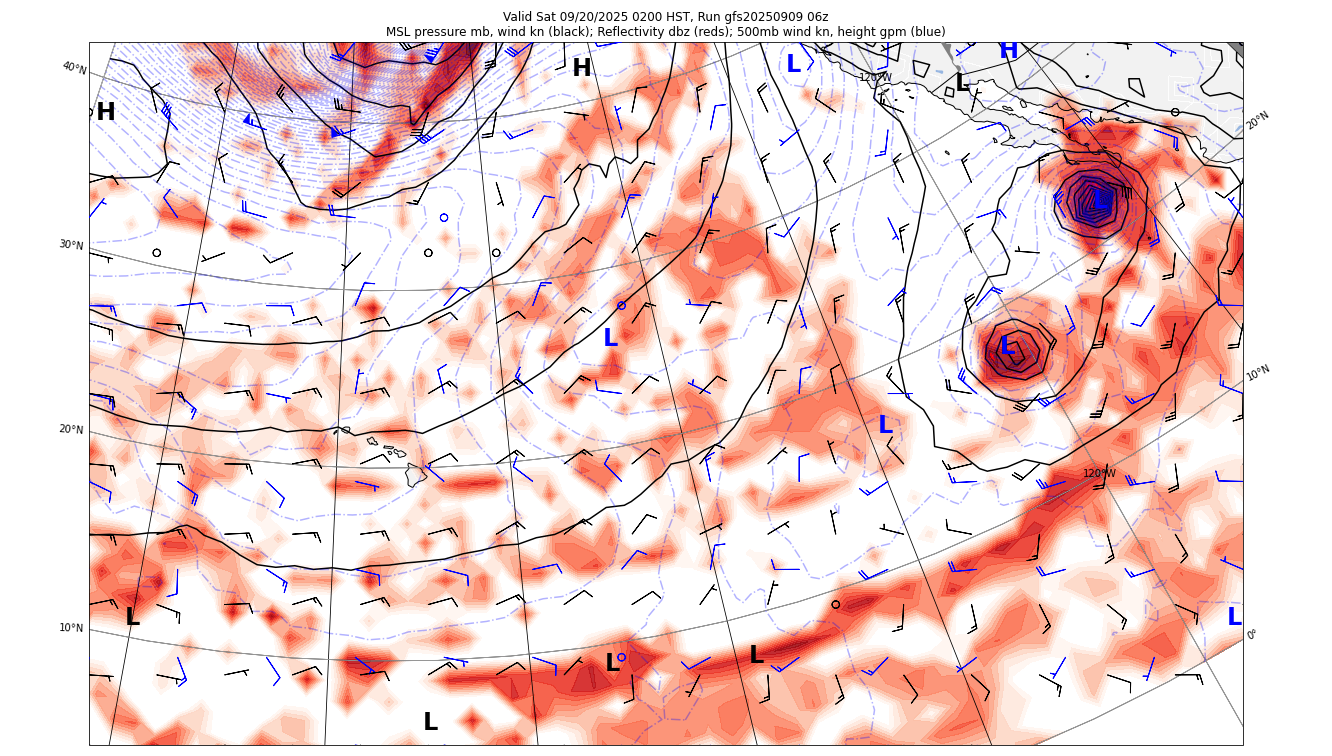 Valid Sat 09/20/2025 0200 HST, Run gfs20250909 06z
MSL pressure mb, wind kn (black); Reflectivity dbz (reds); 500mb wind kn, height gpm (blue)
H
L
H
120°W
L
40°N
H
20°N
L
30°N
L
L
10°N
L
20°N
120°W
L
10°N
L
0°
L
L
L